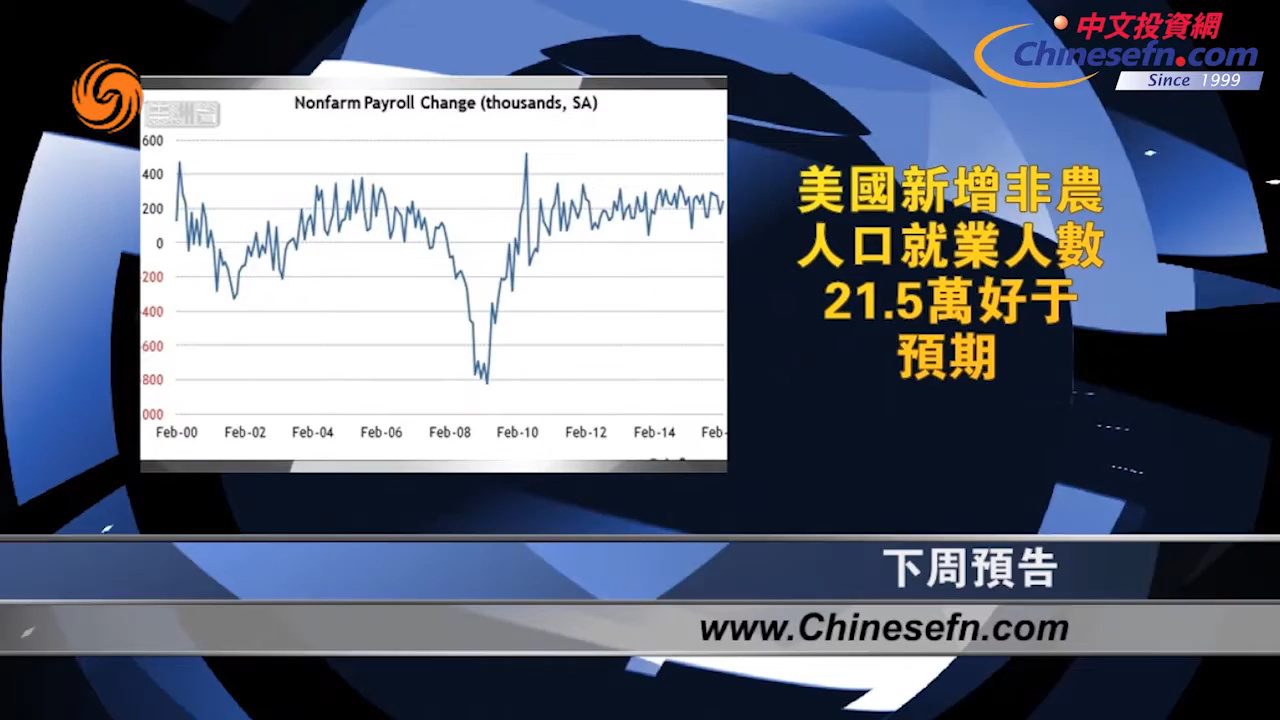 中文投資網
Chinesefn.com
Since 1999
Nonfarm Payroll Change (thousands, SA)
600
400
200
0
200
400
600
800
000
Feb-00 Feb-02 Feb-04 Feb-06 Feb-08 Feb-10 Feb-12 Feb-14 Feb-
美國新增非農
人口就業人數
21.5萬好于
預期
下周預告
www.Chinesefn.com